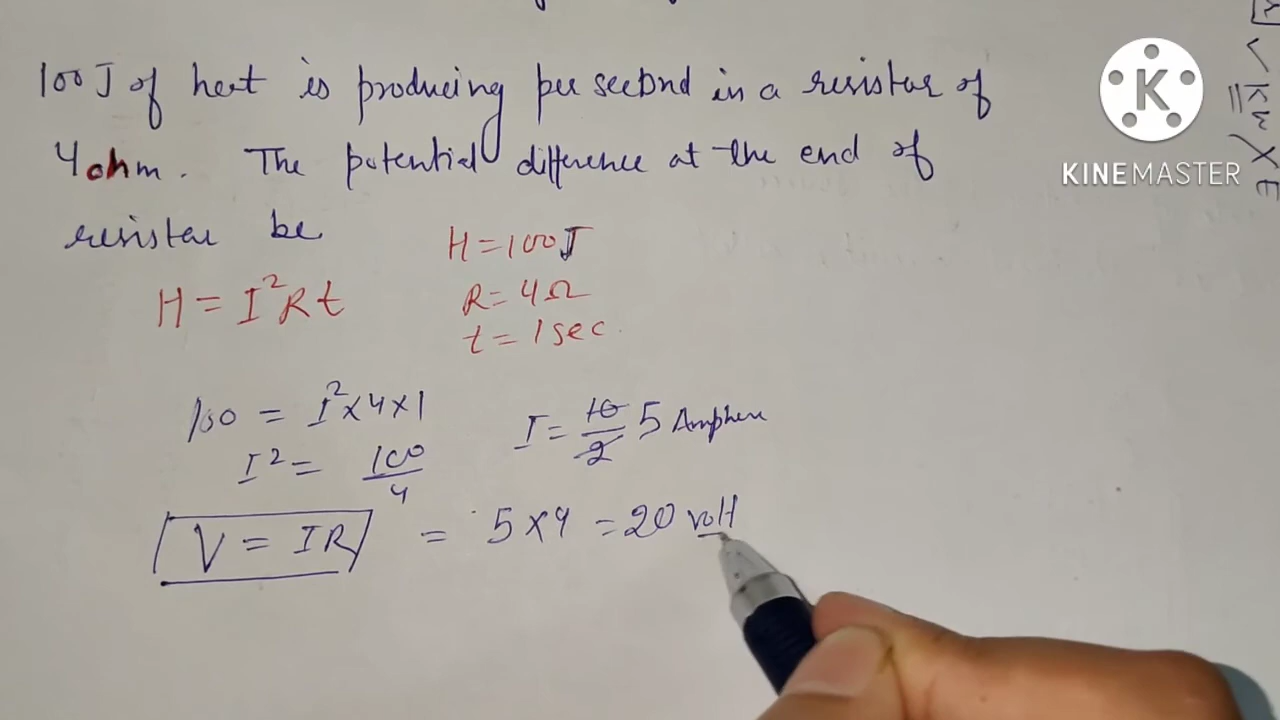 100 J of heat is producing per second in a resistor of
4 ohm. The potential difference at the end of
resistor be
H = 100J
H = I²Rt
R = 4Ω
t = 1 sec.
100 = I² x 4 x 1
I = 10/2 5 Amphere
I² = 100/4
V = IR = 5 x 4 = 20 volt
K
KINEMASTER